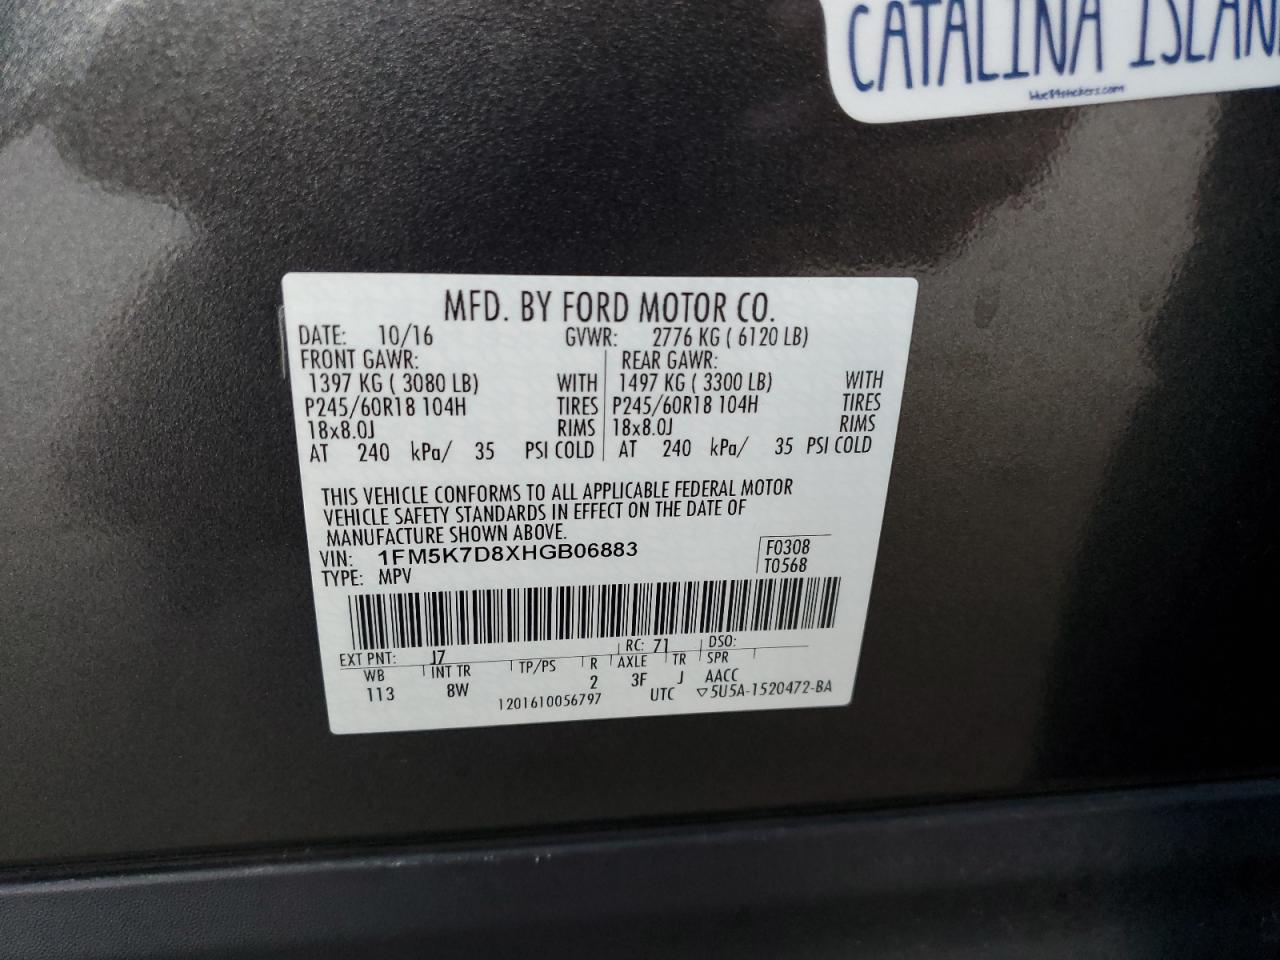 CATALINA ISLAN
blue84stickers.com
MFD. BY FORD MOTOR CO.
DATE: 10/16 GVWR: 2776 KG ( 6120 LB)
FRONT GAWR: REAR GAWR:
1397 KG ( 3080 LB) WITH 1497 KG ( 3300 LB) WITH
P245/60R18 104H TIRES P245/60R18 104H TIRES
18x8.0J RIMS 18x8.0J RIMS
AT 240 kPa/ 35 PSI COLD AT 240 kPa/ 35 PSI COLD
THIS VEHICLE CONFORMS TO ALL APPLICABLE FEDERAL MOTOR
VEHICLE SAFETY STANDARDS IN EFFECT ON THE DATE OF
MANUFACTURE SHOWN ABOVE.
VIN: 1FM5K7D8XHGB06883 F0308
TYPE: MPV T0568
EXT PNT: J7 RC: 71 DSO:
WB INT TR TP/PS R AXLE TR SPR
113 8W 2 3F J AACC
1201610056797 UTC ▽5U5A-1520472-BA